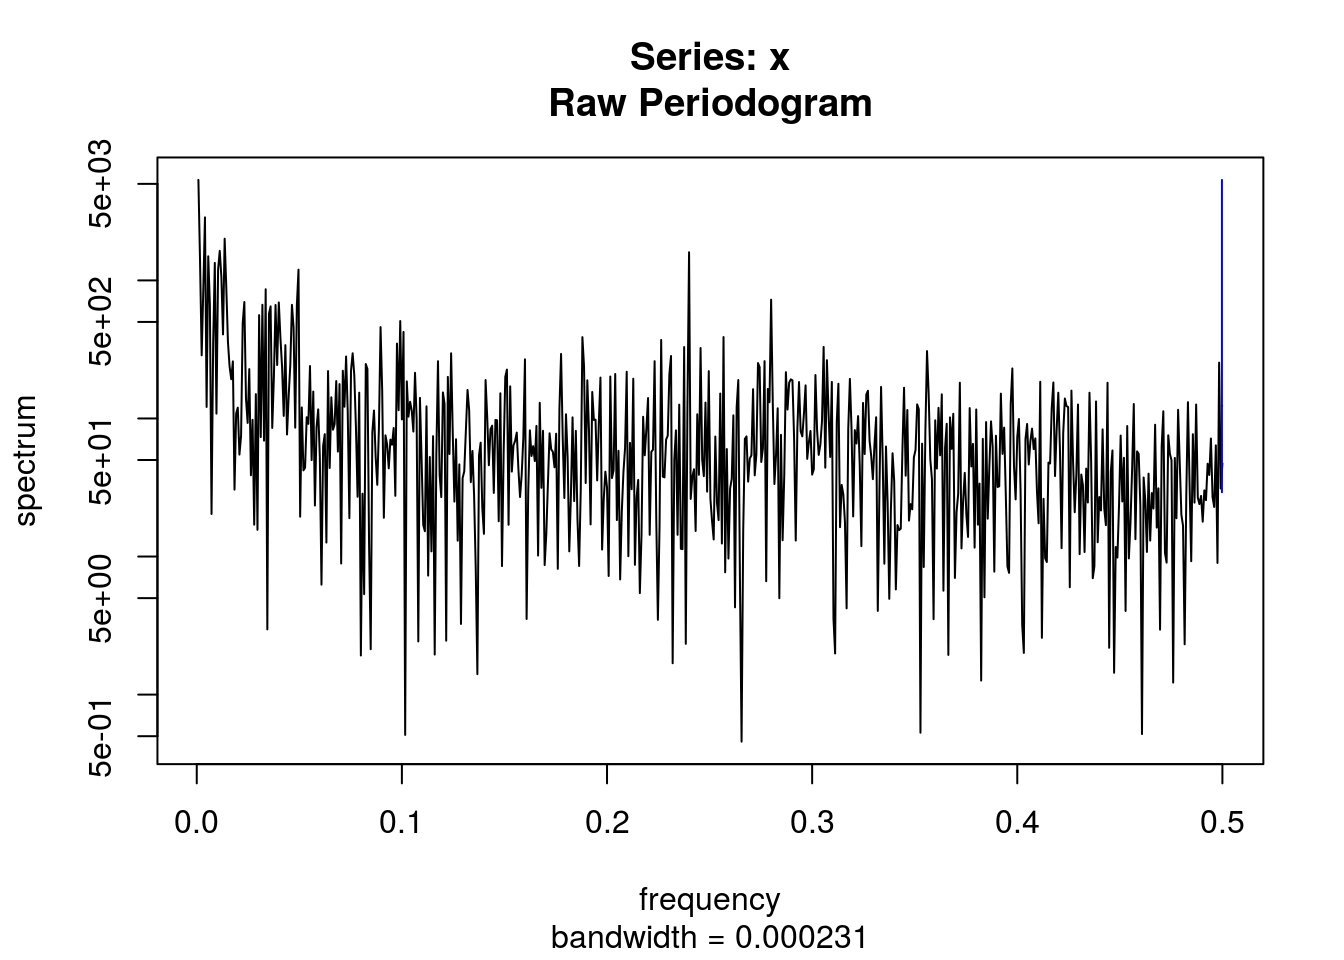 Series: x
Raw Periodogram
spectrum
5e+03
5e+02
5e+01
5e+00
5e-01
0.0 0.1 0.2 0.3 0.4 0.5
frequency
bandwidth = 0.000231